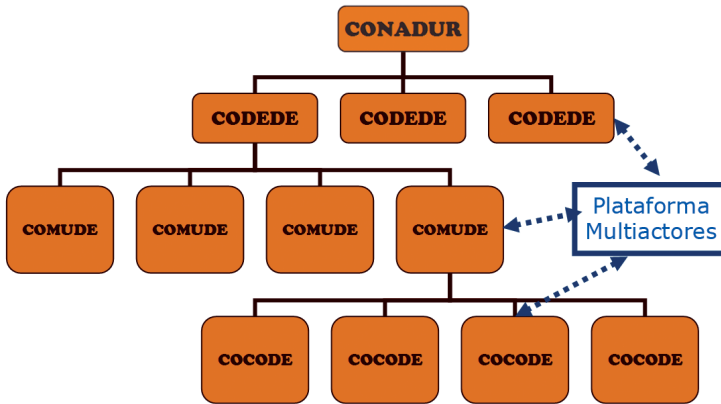 CONADUR
CODEDE
CODEDE
CODEDE
COMUDE
COMUDE
COMUDE
COMUDE
Plataforma
Multiactores
COCODE
COCODE
COCODE
COCODE